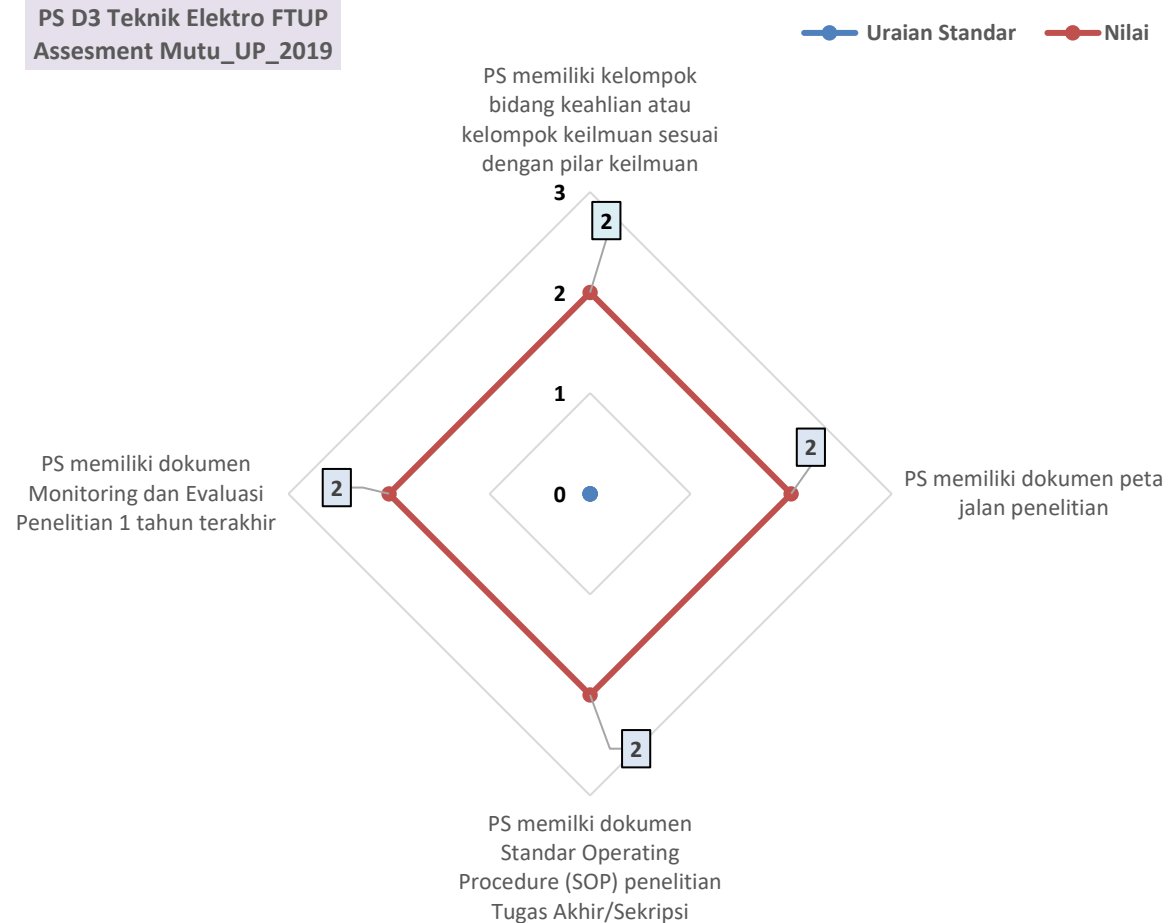 PS D3 Teknik Elektro FTUP
Assesment Mutu_UP_2019
Uraian Standar
Nilai
PS memiliki kelompok
bidang keahlian atau
kelompok keilmuan sesuai
dengan pilar keilmuan
3
2
2
1
0
2
PS memiliki dokumen peta
jalan penelitian
PS memiliki dokumen
Monitoring dan Evaluasi
Penelitian 1 tahun terakhir
2
2
PS memilki dokumen
Standar Operating
Procedure (SOP) penelitian
Tugas Akhir/Sekripsi